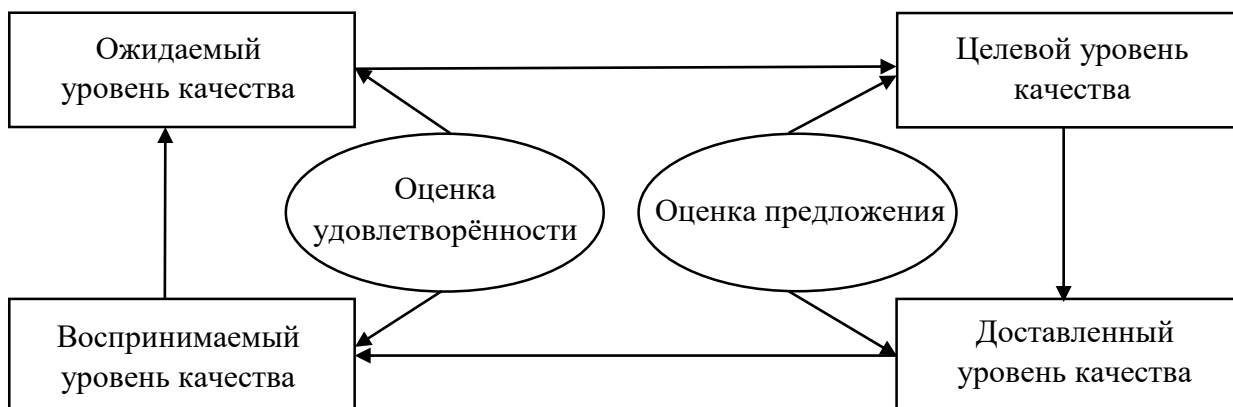 Ожидаемый
уровень качества
Целевой уровень
качества
Оценка
удовлетворённости
Оценка предложения
Воспринимаемый
уровень качества
Доставленный
уровень качества